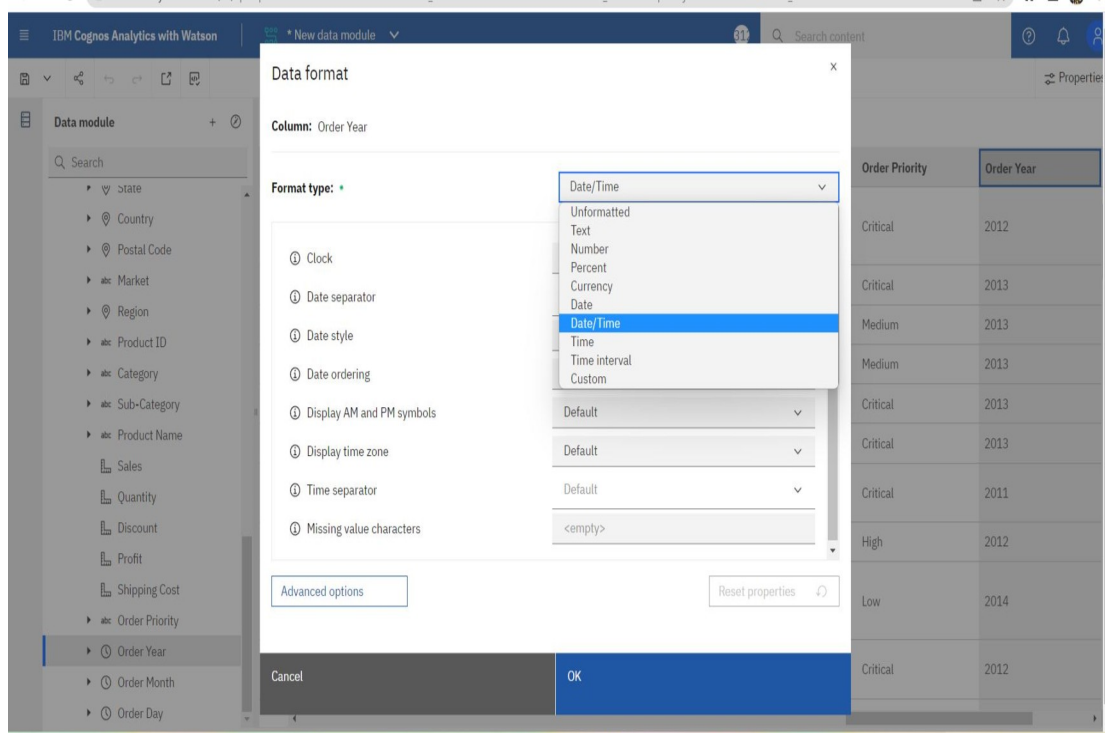 IBM Cognos Analytics with Watson
* New data module
Search content
Properties
Data module
Search
State
Country
Postal Code
abc Market
Region
abc Product ID
abc Category
abc Sub-Category
abc Product Name
Sales
Quantity
Discount
Profit
Shipping Cost
abc Order Priority
Order Year
Order Month
Order Day
Data format
x
Column: Order Year
Format type: *
Date/Time
Unformatted
Text
Number
Percent
Currency
Date
Date/Time
Time
Time interval
Custom
Clock
Date separator
Date style
Date ordering
Display AM and PM symbols Default
Display time zone Default
Time separator Default
Missing value characters <empty>
Advanced options
Reset properties
Cancel
OK
Order Priority Order Year
Critical 2012
Critical 2013
Medium 2013
Medium 2013
Critical 2013
Critical 2013
Critical 2011
High 2012
Low 2014
Critical 2012